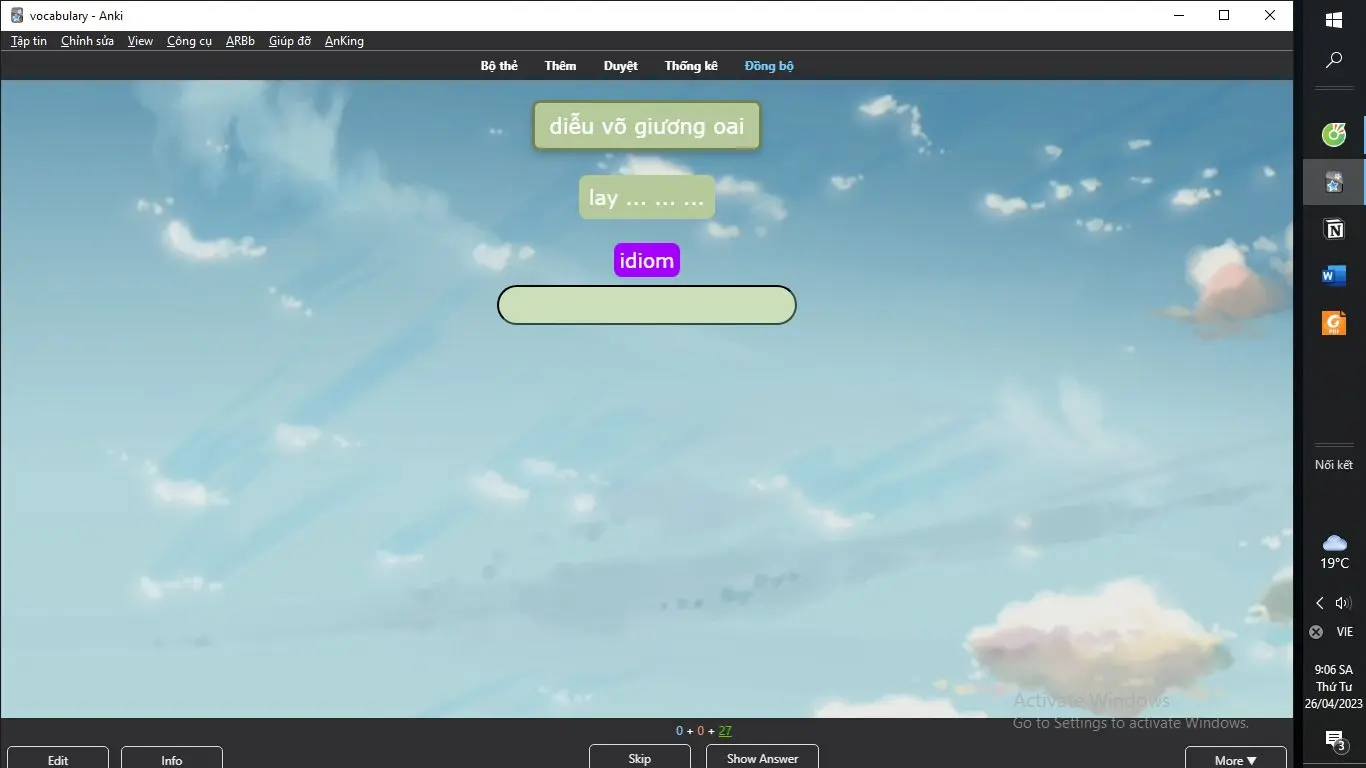 vocabulary - Anki
Tập tin Chỉnh sửa View Công cụ ARBb Giúp đỡ AnKing
Bộ thẻ Thêm Duyệt Thống kê Đồng bộ
diễu võ giương oai
lay ... ... ...
idiom
Nối kết
19°C
VIE
9:06 SA
Thứ Tư
26/04/2023
3
Activate Windows
Go to Settings to activate Windows.
0 + 0 + 27
Edit Info Skip Show Answer More ▼